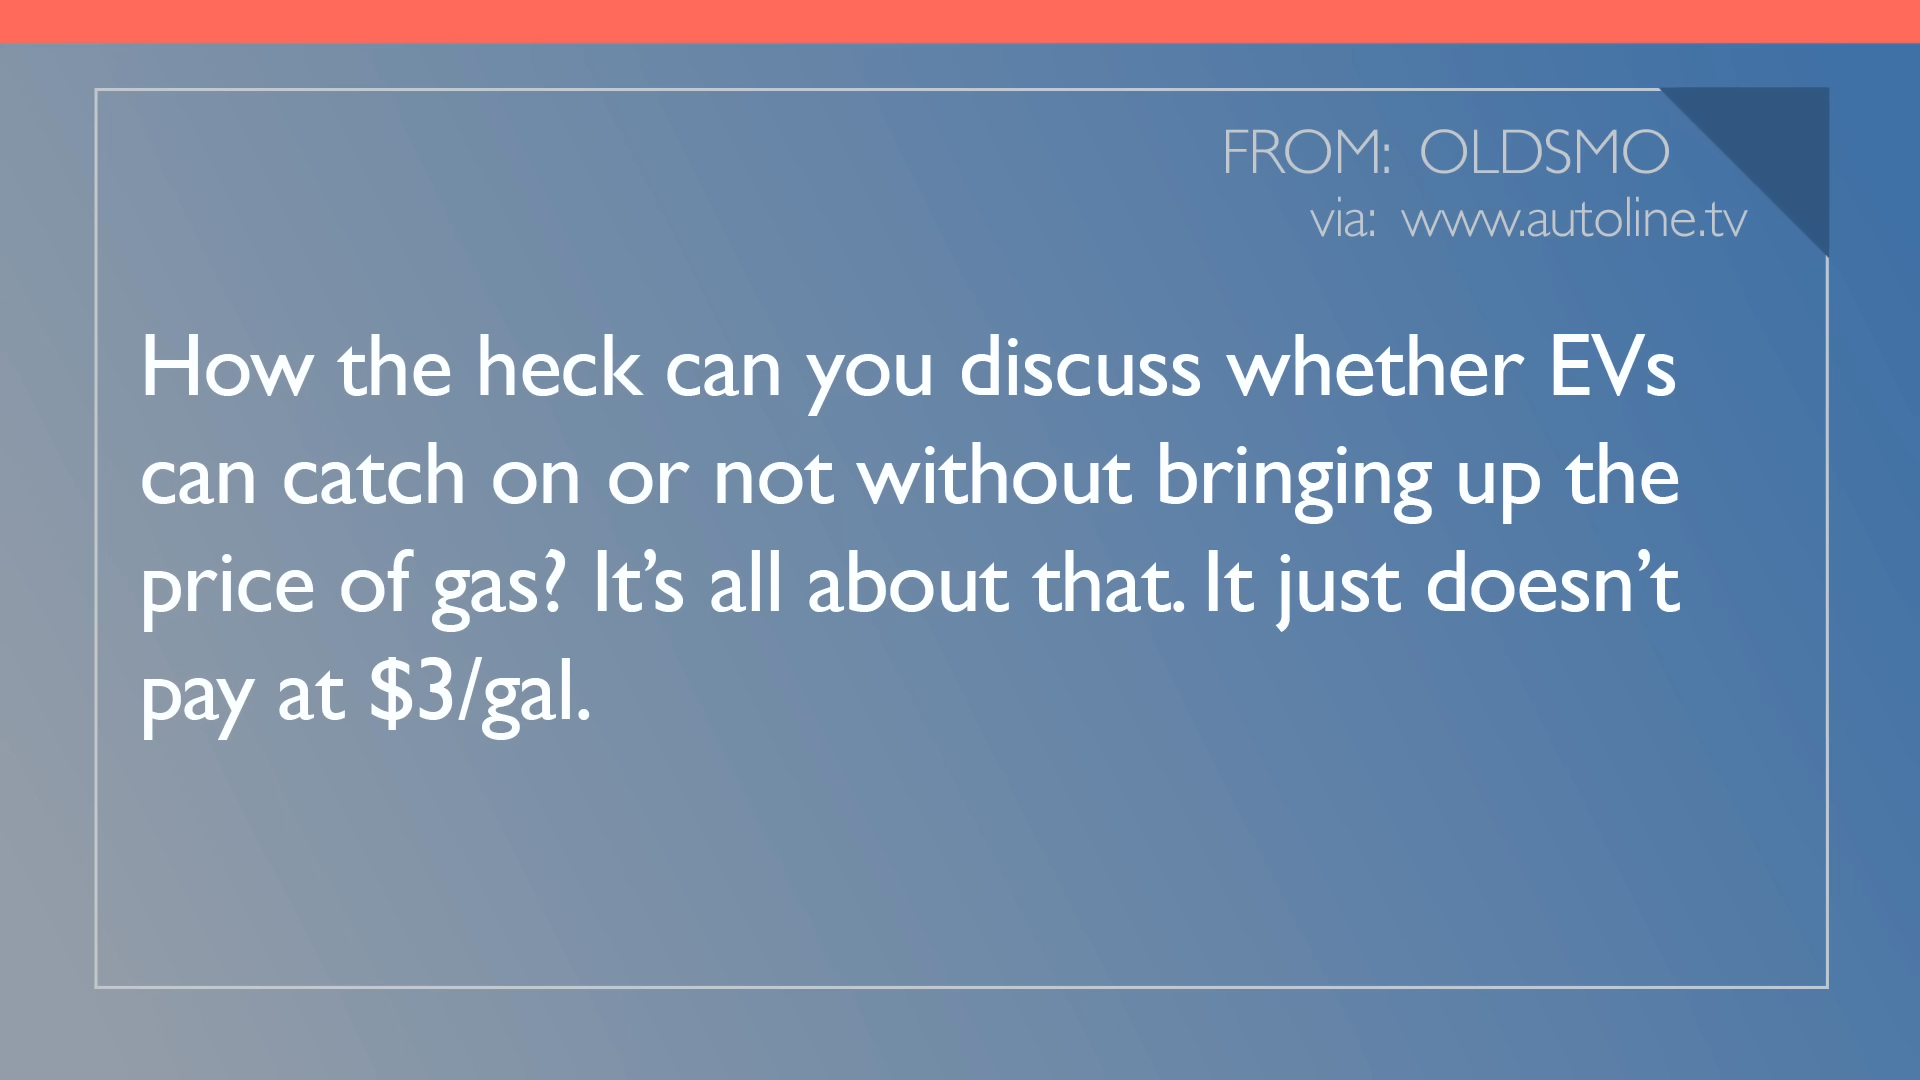 FROM: OLDSMO
via: www.autoline.tv
How the heck can you discuss whether EVs
can catch on or not without bringing up the
price of gas? It’s all about that. It just doesn’t
pay at $3/gal.